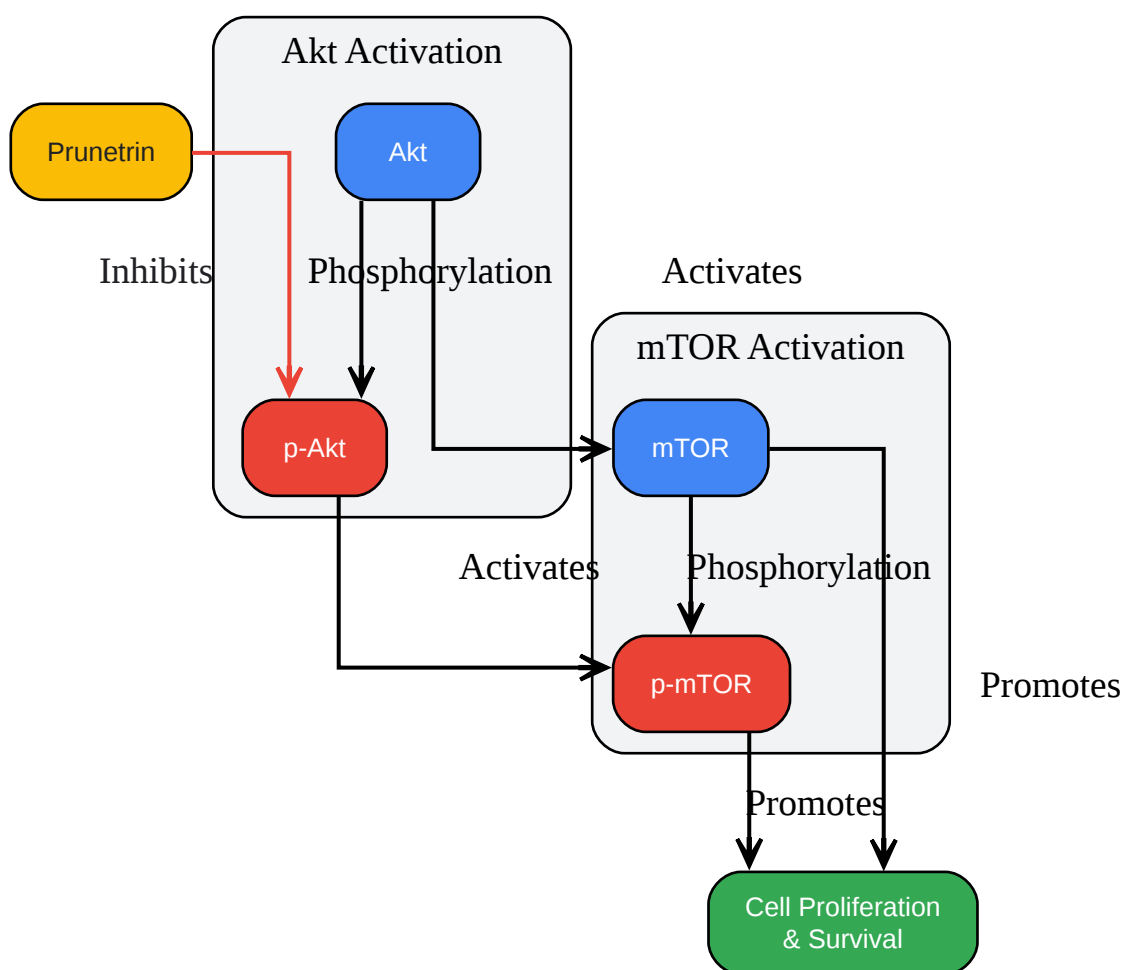 Akt Activation
Prunetrin
Akt
Inhibits
Phosphorylation
Activates
mTOR Activation
p-Akt
mTOR
Activates
Phosphorylation
p-mTOR
Promotes
Promotes
Cell Proliferation
& Survival